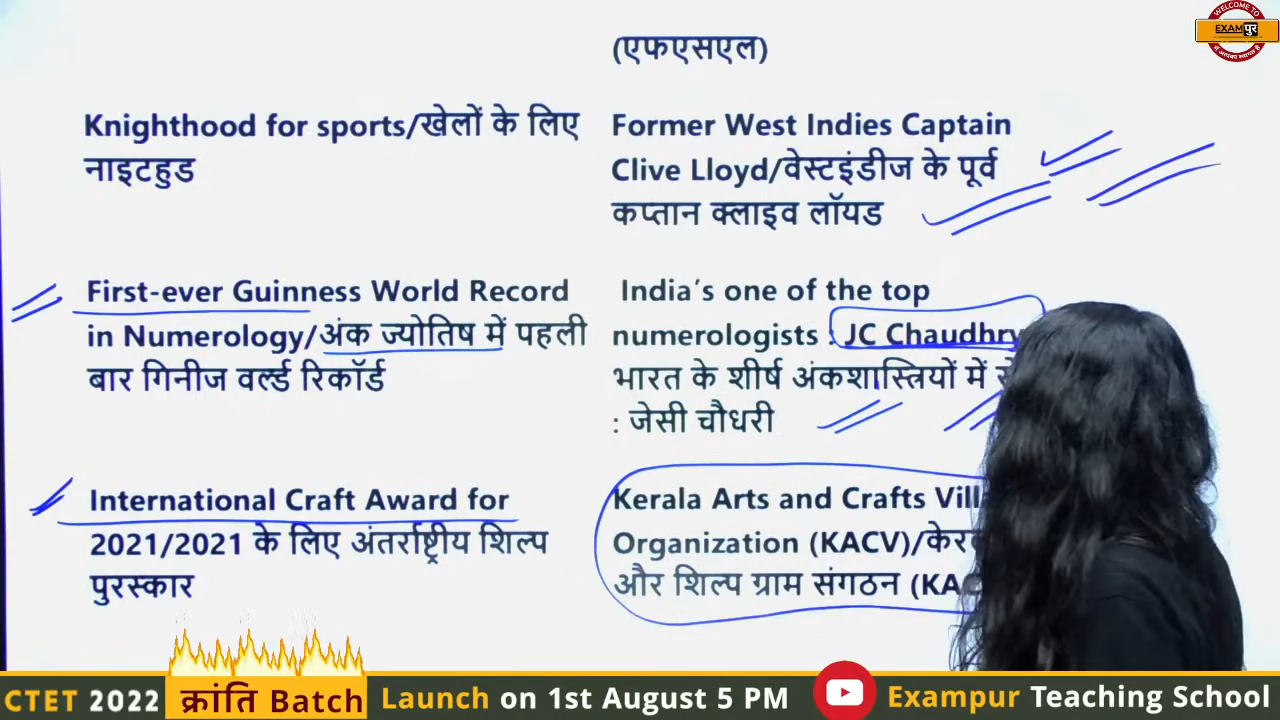 WELCOME TO
EXAMपुर
(एफएसएल)
Knighthood for sports/खेलों के लिए
नाइटहुड
Former West Indies Captain
Clive Lloyd/वेस्टइंडीज के पूर्व
कप्तान क्लाइव लॉयड
First-ever Guinness World Record
in Numerology/अंक ज्योतिष में पहली
बार गिनीज वर्ल्ड रिकॉर्ड
India's one of the top
numerologists : JC Chaudhry
भारत के शीर्ष अंकशास्त्रियों में
: जेसी चौधरी
International Craft Award for
2021/2021 के लिए अंतर्राष्ट्रीय शिल्प
पुरस्कार
Kerala Arts and Crafts
Organization (KACV)/
और शिल्प ग्राम संगठन
CTET 2022 क्रांति Batch Launch on 1st August 5 PM Exampur Teaching School